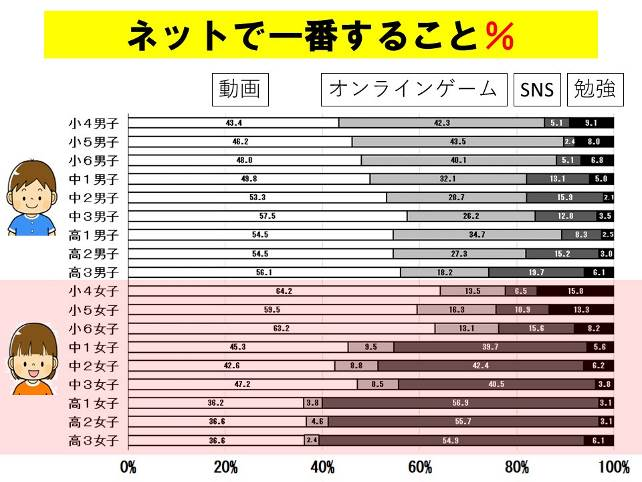 ネットで一番すること%
動画 オンラインゲーム SNS 勉強
小4男子 43.4 42.3 5.1 9.1
小5男子 46.2 43.5 2.4 8.0
小6男子 48.0 40.1 5.1 6.8
中1男子 49.8 32.1 13.1 5.0
中2男子 53.3 28.7 15.9 2.1
中3男子 57.5 26.2 12.8 3.5
高1男子 54.5 34.7 8.3 2.5
高2男子 54.5 27.3 15.2 3.0
高3男子 56.1 18.2 19.7 6.1
小4女子 64.2 13.5 6.5 15.8
小5女子 59.5 16.3 10.9 13.3
小6女子 63.2 13.1 15.6 8.2
中1女子 45.3 9.5 39.7 5.6
中2女子 42.6 8.8 42.4 6.2
中3女子 47.2 8.5 40.5 3.8
高1女子 36.2 3.8 56.9 3.1
高2女子 36.6 4.6 55.7 3.1
高3女子 36.6 2.4 54.9 6.1
0% 20% 40% 60% 80% 100%